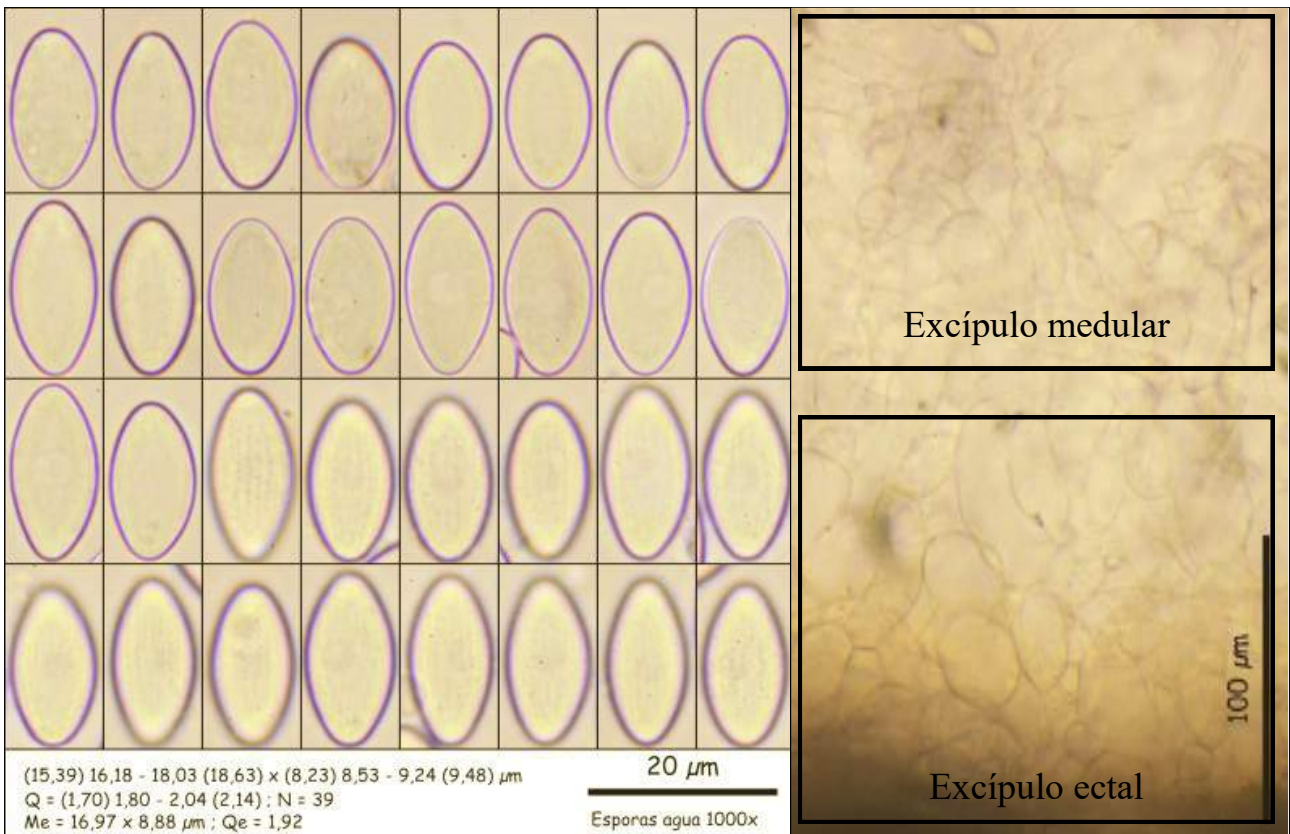 (15,39) 16,18 - 18,03 (18,63) x (8,23) 8,53 - 9,24 (9,48) µm
Q = (1,70) 1,80 - 2,04 (2,14) ; N = 39
Me = 16,97 x 8,88 µm ; Qe = 1,92
20 µm
Esporas agua 1000x
Excípulo medular
100 µm
Excípulo ectal